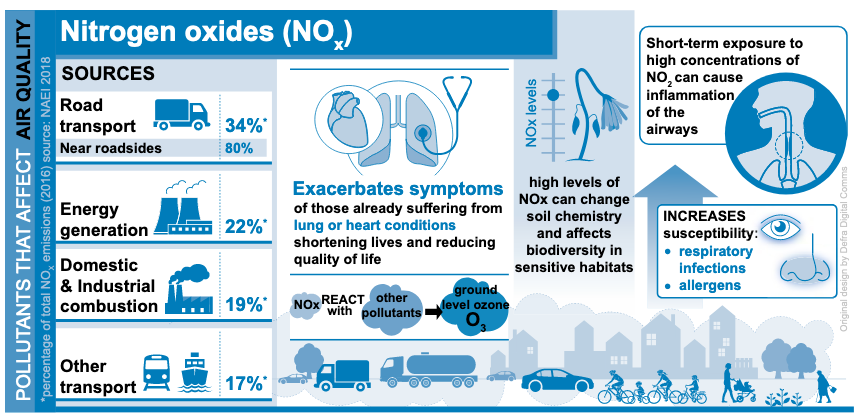 POLLUTANTS THAT AFFECT AIR QUALITY
*percentage of total NOx emissions (2016) source: NAEI 2018
Nitrogen oxides (NOx)
SOURCES
Road
transport
34%*
Near roadsides
80%
Energy
generation
22%*
Domestic
& Industrial
combustion
19%*
Other
transport
17%*
Exacerbates symptoms
of those already suffering from
lung or heart conditions
shortening lives and reducing
quality of life
NOx
REACT
with
other
pollutants
ground
level ozone
O3
NOx levels
high levels of
NOx can change
soil chemistry
and affects
biodiversity in
sensitive habitats
Short-term exposure to
high concentrations of
NO2 can cause
inflammation
of the
airways
INCREASES
susceptibility:
• respiratory
infections
• allergens
Original design by Defra Digital Comms